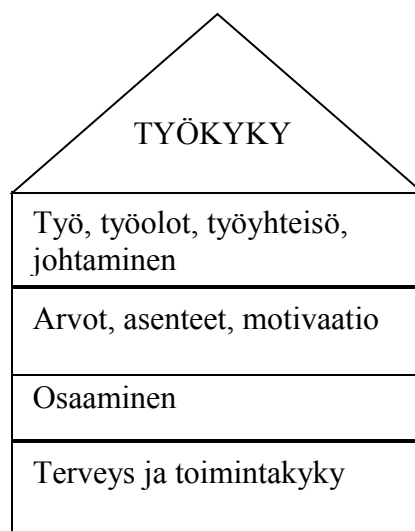 TYÖKYKY
Työ, työolot, työyhteisö,
johtaminen
Arvot, asenteet, motivaatio
Osaaminen
Terveys ja toimintakyky